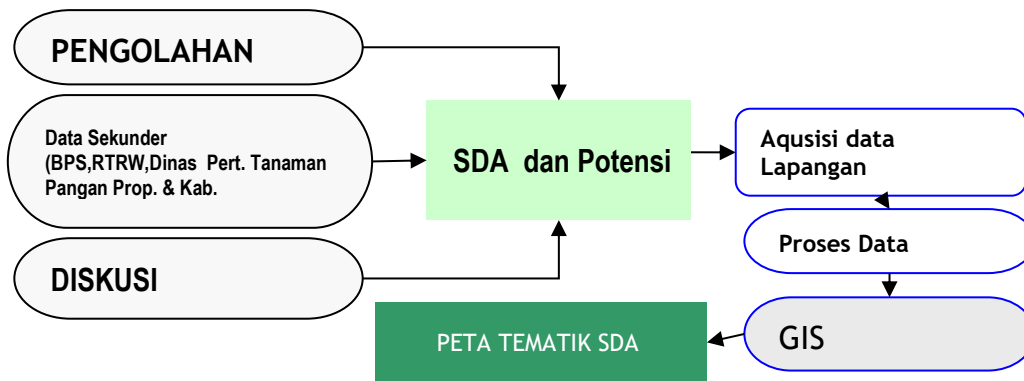 PENGOLAHAN
Data Sekunder
(BPS,RTRW,Dinas Pert. Tanaman
Pangan Prop. & Kab.
DISKUSI
SDA dan Potensi
Aqusisi data
Lapangan
Proses Data
GIS
PETA TEMATIK SDA